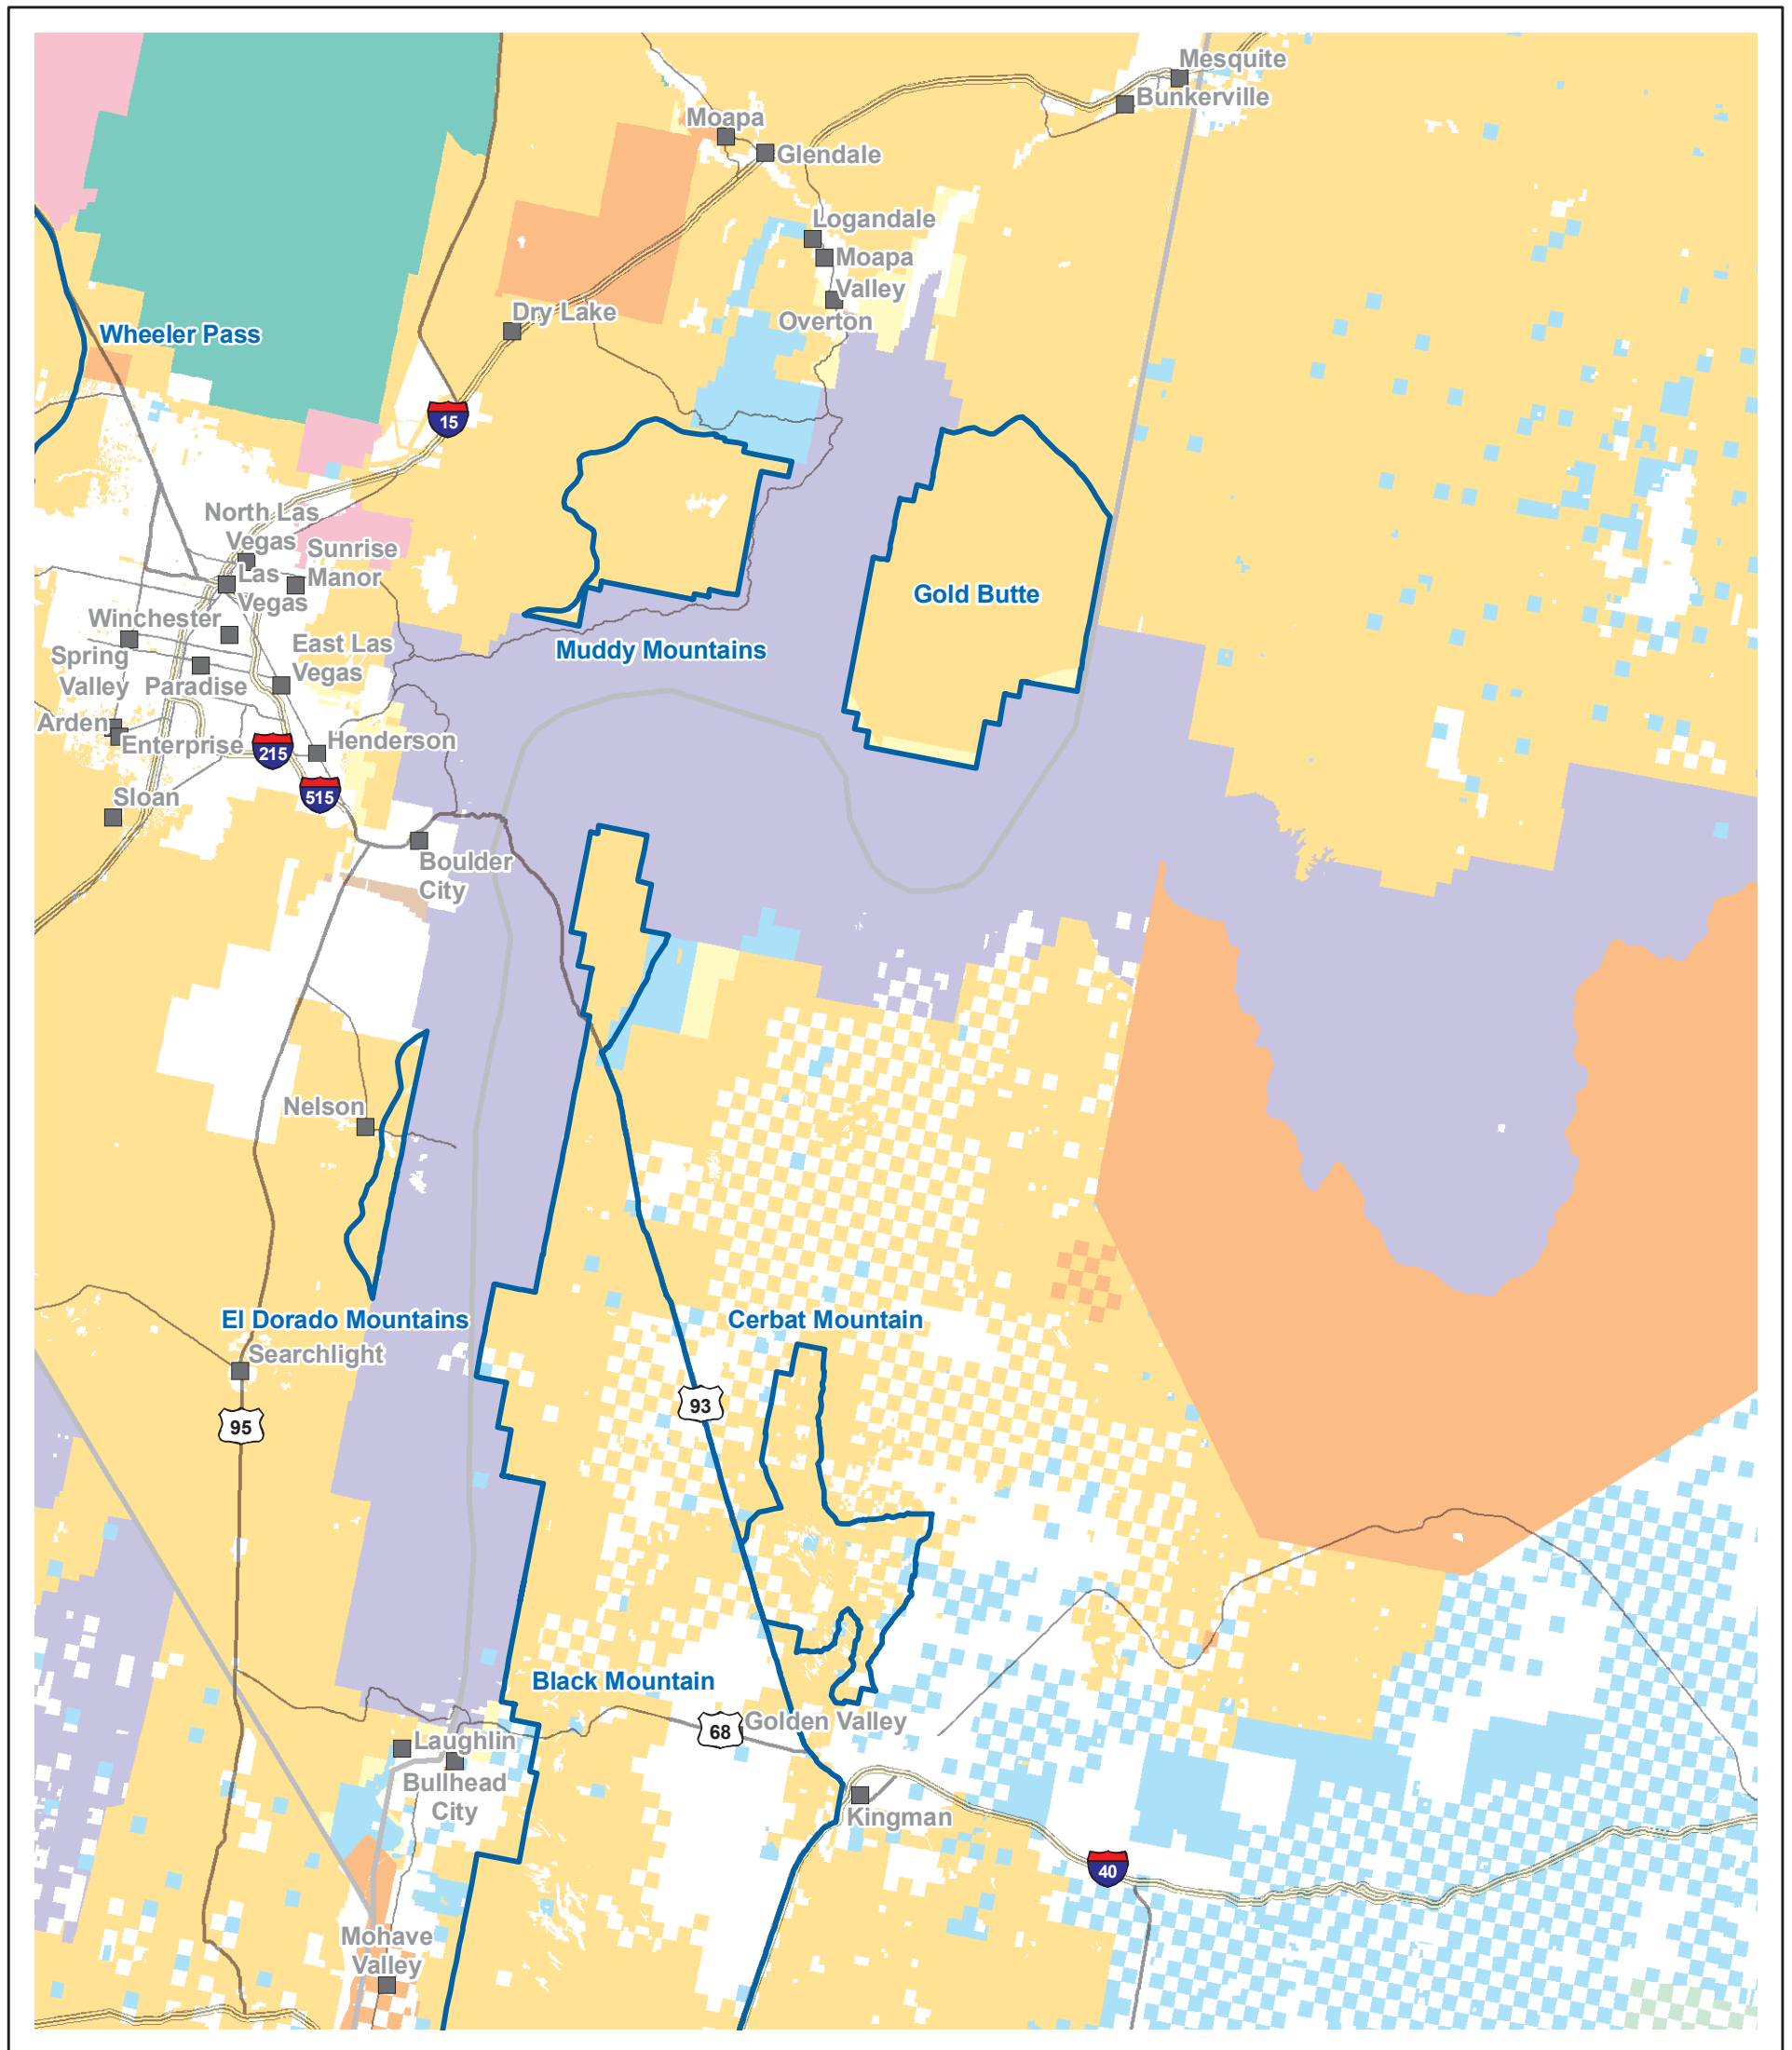 Mesquite
Bunkerville
Moapa
Glendale
Logandale
Moapa
Valley
Overton
Dry Lake
Wheeler Pass
15
North Las
Vegas
Sunrise
Manor
Las
Vegas
Winchester
Gold Butte
Muddy Mountains
East Las
Vegas
Spring
Valley
Paradise
Arden
Enterprise
215
Henderson
515
Sloan
Boulder
City
Nelson
El Dorado Mountains
Cerbat Mountain
Searchlight
93
95
Black Mountain
68
Golden Valley
Laughlin
Bullhead
City
Kingman
40
Mohave
Valley